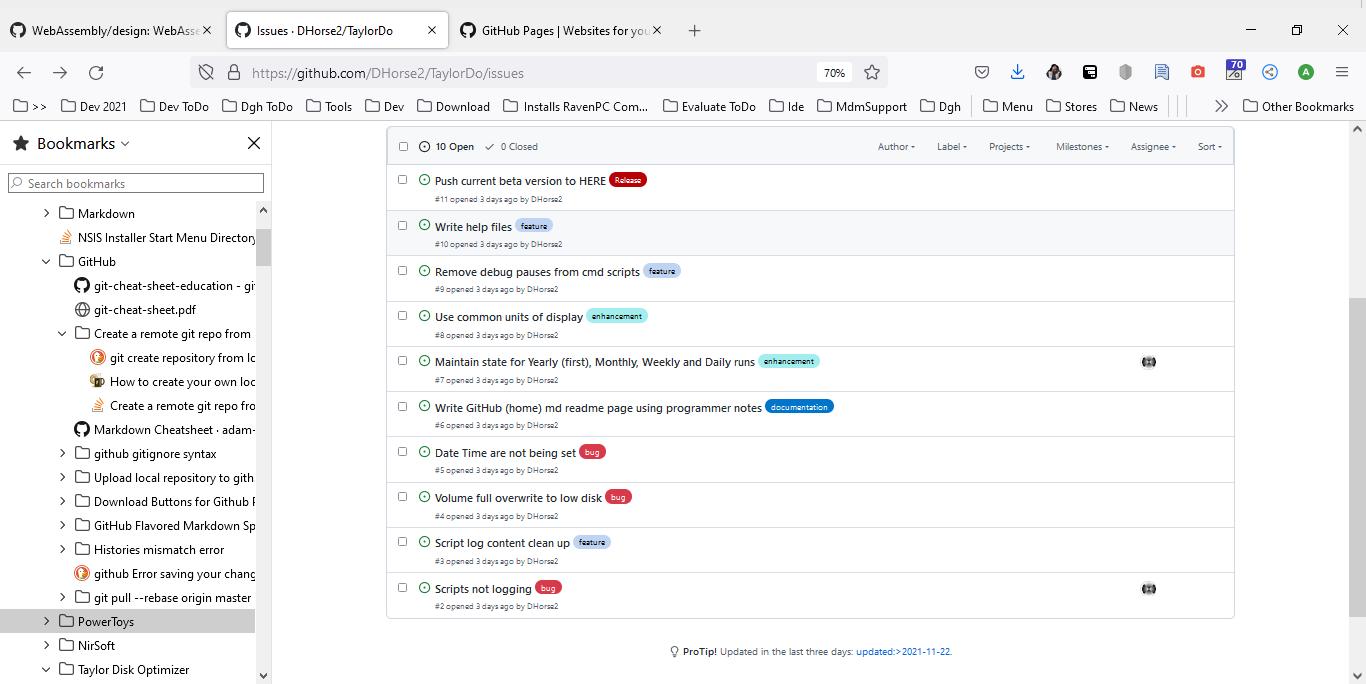 WebAssembly/design: WebAsse
Issues · DHorse2/TaylorDo
GitHub Pages | Websites for you
https://github.com/DHorse2/TaylorDo/issues
70%
70
A
>>
Dev 2021
Dev ToDo
Dgh ToDo
Tools
Dev
Download
Installs RavenPC Com...
Evaluate ToDo
Ide
MdmSupport
Dgh
Menu
Stores
News
Other Bookmarks
Bookmarks
Search bookmarks
Markdown
NSIS Installer Start Menu Directory
GitHub
git-cheat-sheet-education - gi
git-cheat-sheet.pdf
Create a remote git repo from
git create repository from lo
How to create your own loc
Create a remote git repo fro
Markdown Cheatsheet · adam-
github gitignore syntax
Upload local repository to gith
Download Buttons for Github P
GitHub Flavored Markdown Sp
Histories mismatch error
github Error saving your chang
git pull --rebase origin master
PowerToys
NirSoft
Taylor Disk Optimizer
10 Open 0 Closed Author Label Projects Milestones Assignee Sort
Push current beta version to HERE Release
#11 opened 3 days ago by DHorse2
Write help files feature
#10 opened 3 days ago by DHorse2
Remove debug pauses from cmd scripts feature
#9 opened 3 days ago by DHorse2
Use common units of display enhancement
#8 opened 3 days ago by DHorse2
Maintain state for Yearly (first), Monthly, Weekly and Daily runs enhancement
#7 opened 3 days ago by DHorse2
Write GitHub (home) md readme page using programmer notes documentation
#6 opened 3 days ago by DHorse2
Date Time are not being set bug
#5 opened 3 days ago by DHorse2
Volume full overwrite to low disk bug
#4 opened 3 days ago by DHorse2
Script log content clean up feature
#3 opened 3 days ago by DHorse2
Scripts not logging bug
#2 opened 3 days ago by DHorse2
ProTip! Updated in the last three days: updated:>2021-11-22.